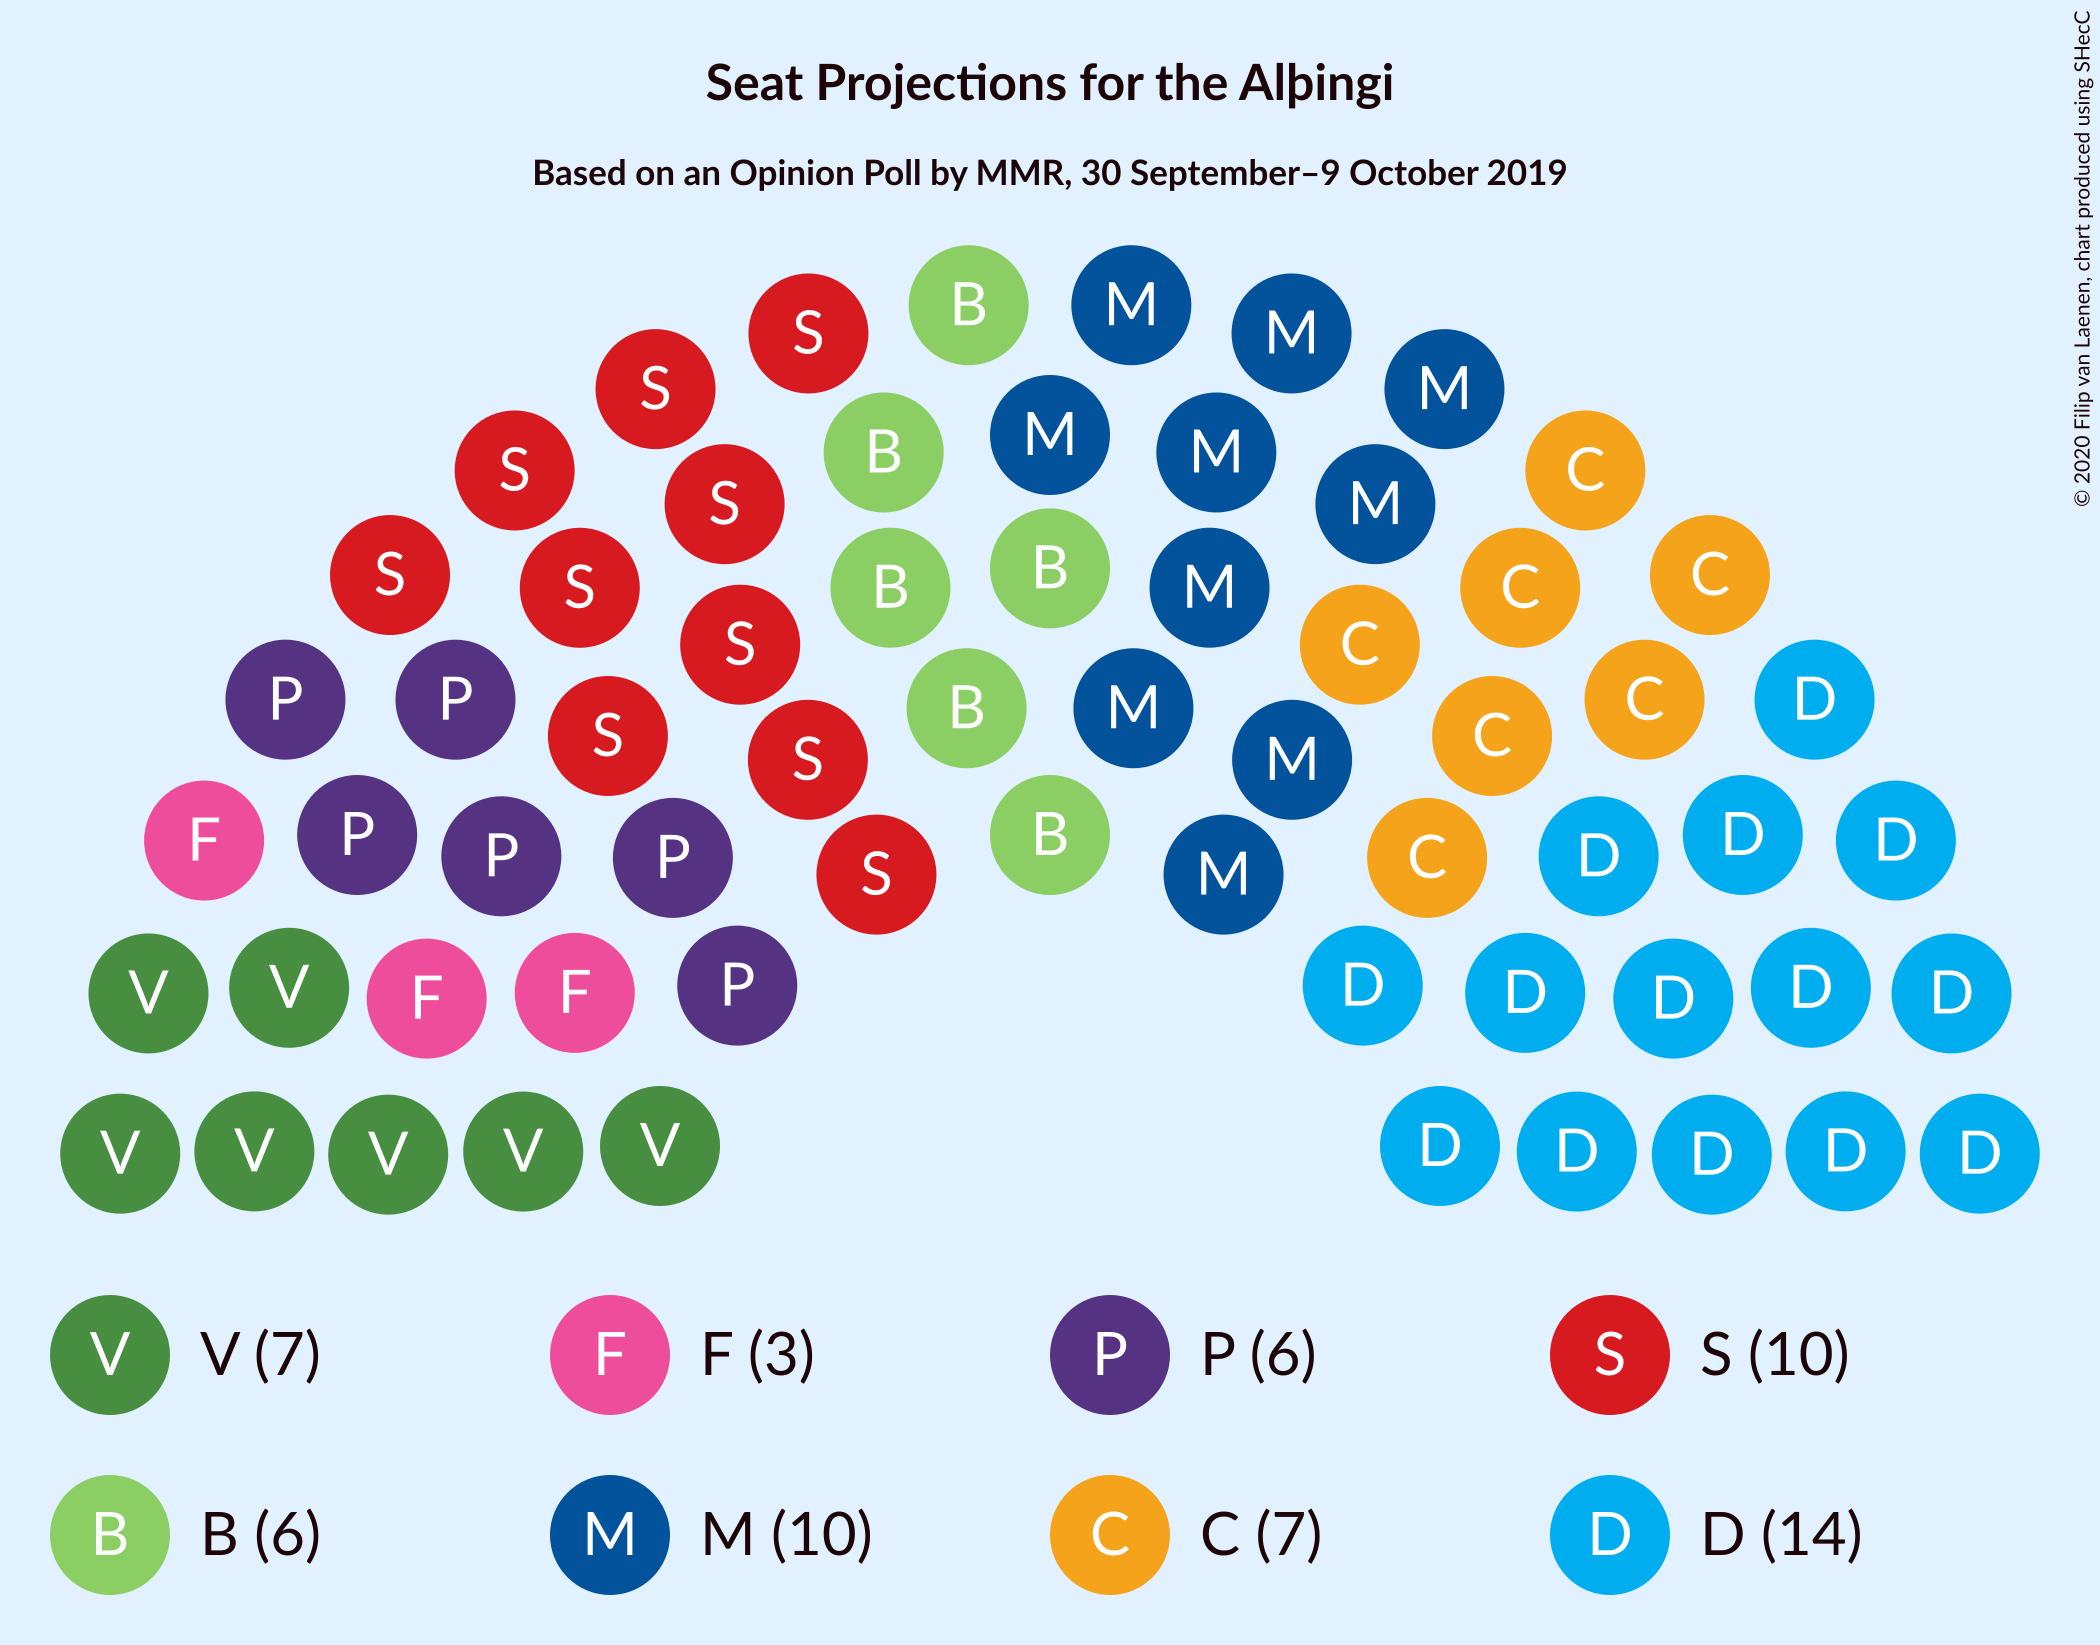 Seat Projections for the Alþingi
Based on an Opinion Poll by MMR, 30 September–9 October 2019
© 2020 Filip van Laenen, chart produced using SHecC
B M
S M
S M
B M M
S C
S M
S B C
S B M C
S C
P P B M C D
S S M C
F P P P B C D D D
S M
V V F F P D D D D D
V V V V V D D D D D
V V (7) F F (3) P P (6) S S (10)
B B (6) M M (10) C C (7) D D (14)